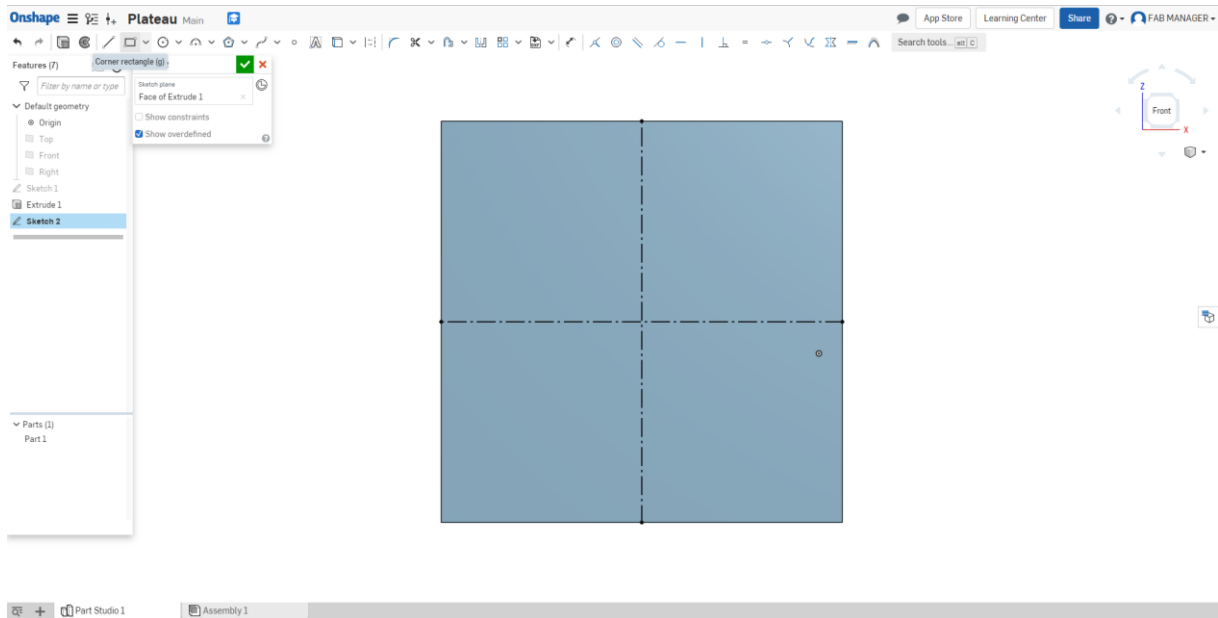 Onshape Plateau Main App Store Learning Center Share FAB MANAGER
Search tools... alt C
Features (7) Corner rectangle (g)
Filter by name or type
Sketch plane
Face of Extrude 1
Show constraints
Show overdefined
Default geometry
Origin
Top
Front
Right
Sketch 1
Extrude 1
Sketch 2
Z
Front
X
Parts (1)
Part 1
Part Studio 1 Assembly 1